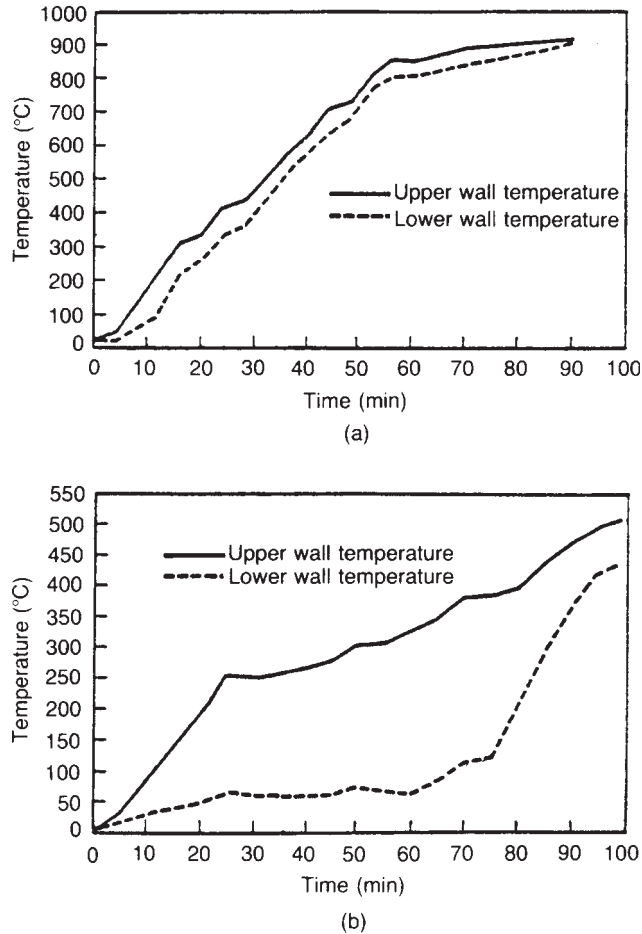 1000
900
800
700
600
500
400
300
200
100
0
Temperature (°C)
Upper wall temperature
Lower wall temperature
0 10 20 30 40 50 60 70 80 90 100
Time (min)
(a)
550
500
450
400
350
300
250
200
150
100
50
0
Temperature (°C)
Upper wall temperature
Lower wall temperature
0 10 20 30 40 50 60 70 80 90 100
Time (min)
(b)